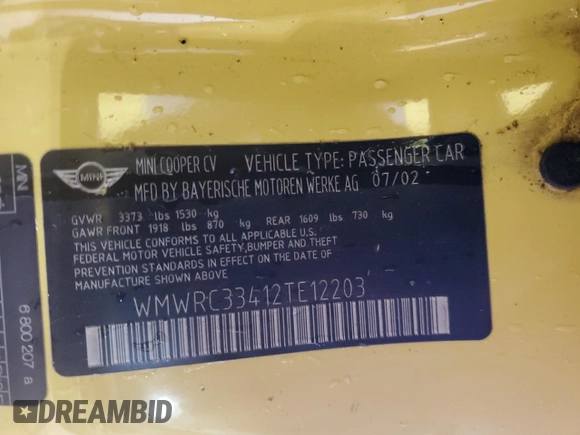 MINI
MINI COOPER CV VEHICLE TYPE: PASSENGER CAR
MFD BY BAYERISCHE MOTOREN WERKE AG 07/02
GVWR 3373 lbs 1530 kg
GAWR FRONT 1918 lbs 870 kg REAR 1609 lbs 730 kg
THIS VEHICLE CONFORMS TO ALL APPLICABLE U.S.
FEDERAL MOTOR VEHICLE SAFETY,BUMPER AND THEFT
PREVENTION STANDARDS IN EFFECT ON THE DATE OF
MANUFACTURE SHOWN ABOVE.
WMWRC33412TE12203
MINI
6 800 207 8
DREAMBID